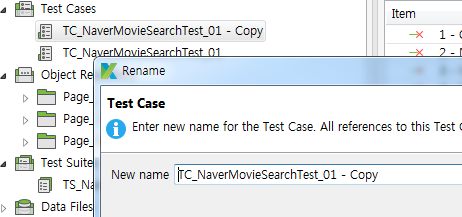 Test Cases
Item
TC_NaverMovieSearchTest_01 - Copy
1 - C
TC_NaverMovieSearchTest_01
2 - N
Object Re
Rename
Page_
Test Case
Page_
Enter new name for the Test Case. All references to this Test C
Page_
Test Suite
New name
TC_NaverMovieSearchTest_01 - Copy
TS_Na
Data Files